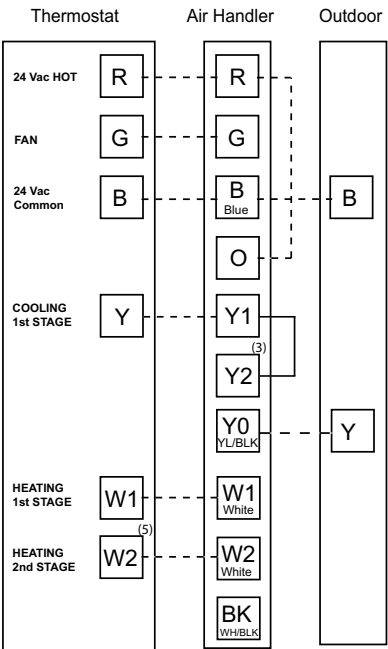 Thermostat Air Handler Outdoor
24 Vac HOT R R
FAN G G
24 Vac
Common B B B
Blue
O
COOLING
1st STAGE Y Y1
(3)
Y2
Y0 Y
YL/BLK
HEATING
1st STAGE W1 W1
White
(5)
HEATING
2nd STAGE W2 W2
White
BK
WH/BLK